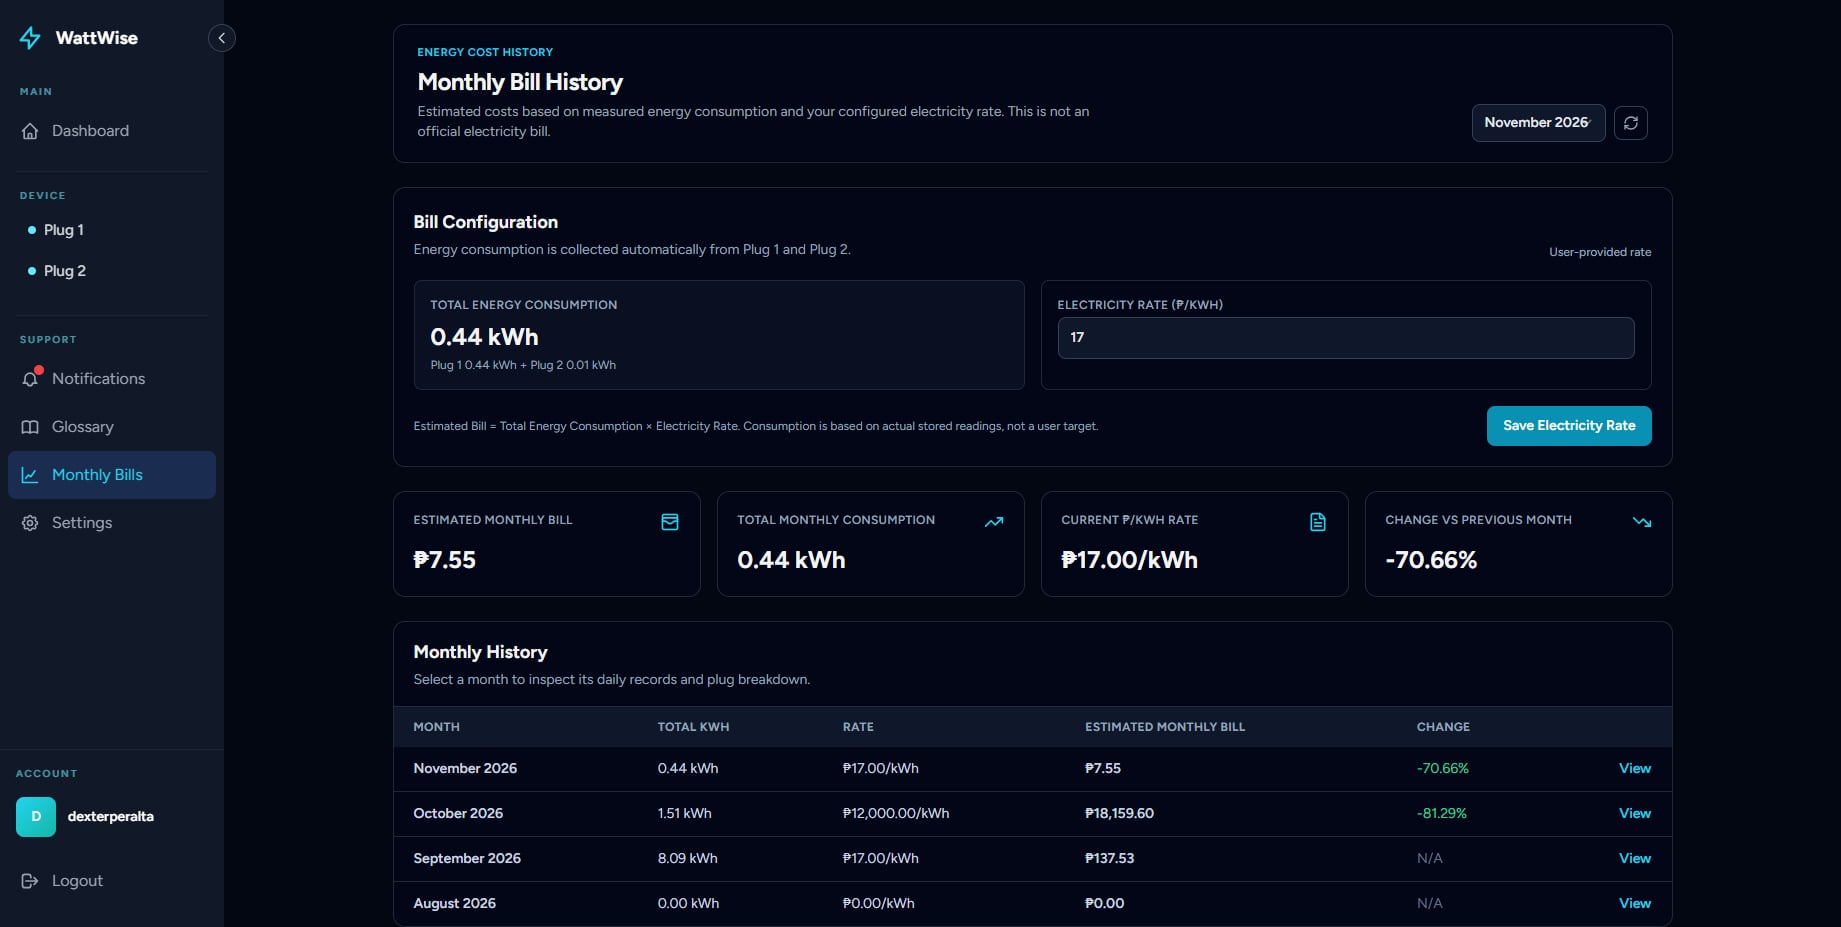 WattWise
MAIN
Dashboard
DEVICE
Plug 1
Plug 2
SUPPORT
Notifications
Glossary
Monthly Bills
Settings
ACCOUNT
D
dexterperalta
Logout
ENERGY COST HISTORY
Monthly Bill History
Estimated costs based on measured energy consumption and your configured electricity rate. This is not an
official electricity bill.
November 2026
Bill Configuration
Energy consumption is collected automatically from Plug 1 and Plug 2.
User-provided rate
TOTAL ENERGY CONSUMPTION
0.44 kWh
Plug 1 0.44 kWh + Plug 2 0.01 kWh
ELECTRICITY RATE (₱/KWH)
17
Estimated Bill = Total Energy Consumption × Electricity Rate. Consumption is based on actual stored readings, not a user target.
Save Electricity Rate
ESTIMATED MONTHLY BILL
₱7.55
TOTAL MONTHLY CONSUMPTION
0.44 kWh
CURRENT ₱/KWH RATE
₱17.00/kWh
CHANGE VS PREVIOUS MONTH
-70.66%
Monthly History
Select a month to inspect its daily records and plug breakdown.
MONTH TOTAL KWH RATE ESTIMATED MONTHLY BILL CHANGE
November 2026 0.44 kWh ₱17.00/kWh ₱7.55 -70.66% View
October 2026 1.51 kWh ₱12,000.00/kWh ₱18,159.60 -81.29% View
September 2026 8.09 kWh ₱17.00/kWh ₱137.53 N/A View
August 2026 0.00 kWh ₱0.00/kWh ₱0.00 N/A View